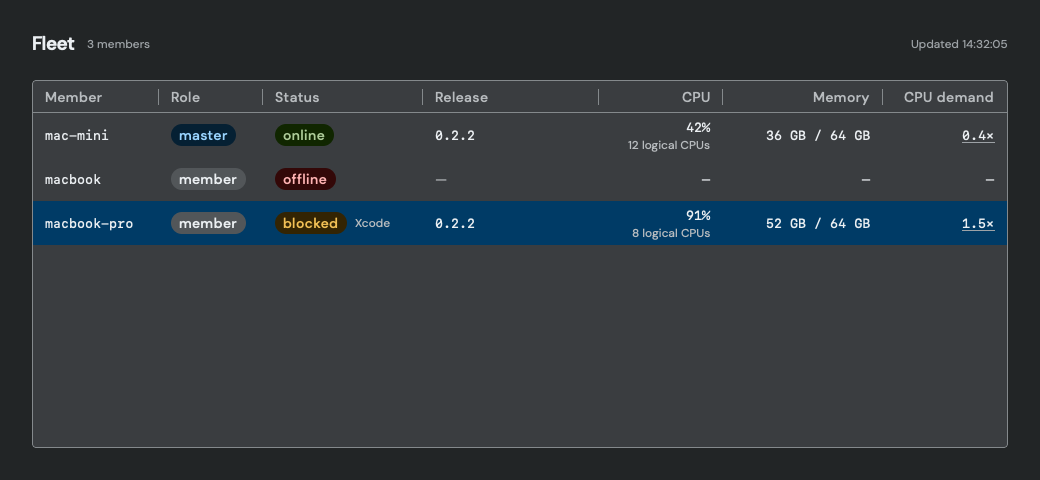 Fleet 3 members Updated 14:32:05
Member Role Status Release CPU Memory CPU demand
mac-mini master online 0.2.2 42% 36 GB / 64 GB 0.4×
12 logical CPUs
macbook member offline — — — —
macbook-pro member blocked Xcode 0.2.2 91% 52 GB / 64 GB 1.5×
8 logical CPUs